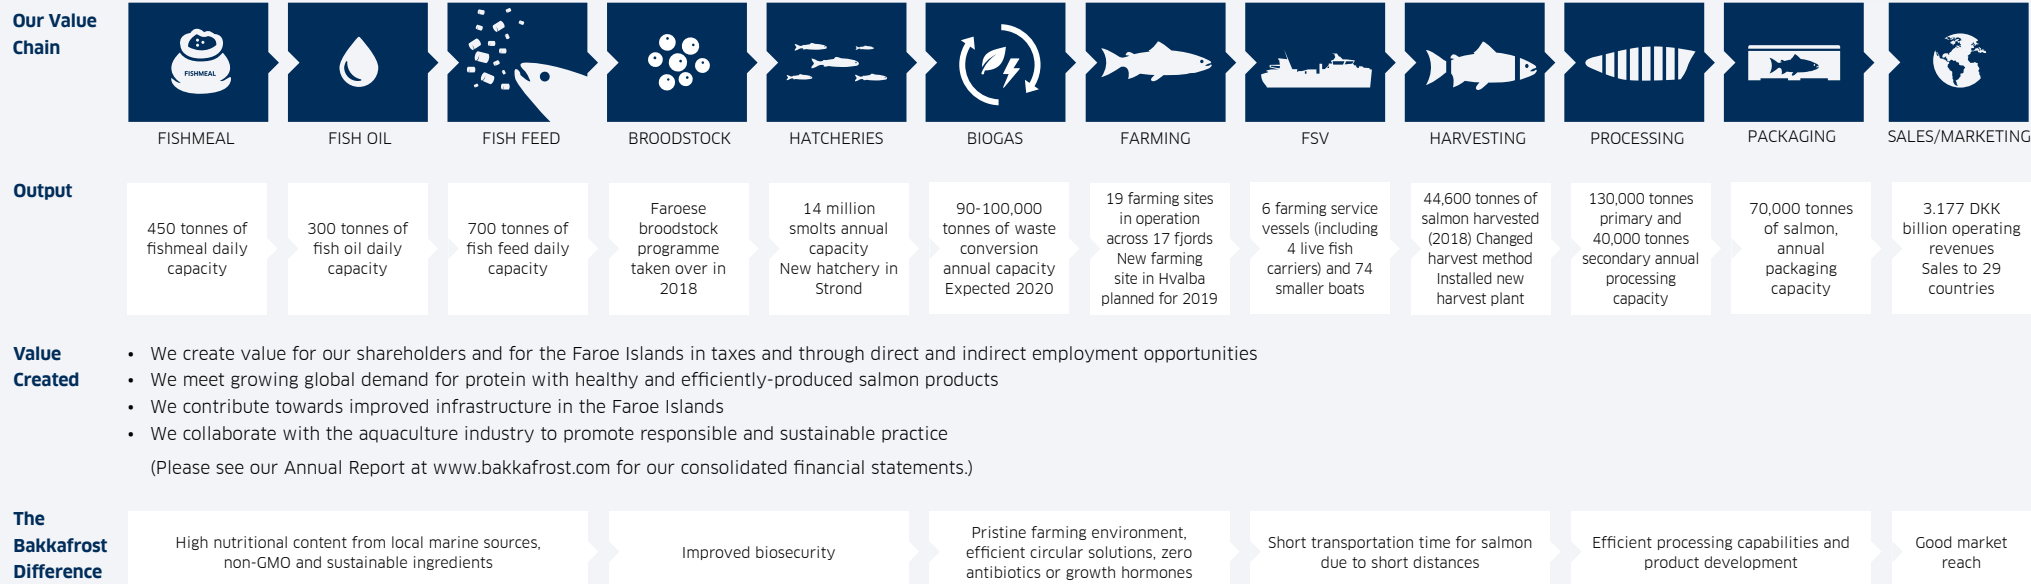 Our Value
Chain
FISHMEAL
FISHMEAL
FISH OIL
FISH FEED
BROODSTOCK
HATCHERIES
BIOGAS
FARMING
FSV
HARVESTING
PROCESSING
PACKAGING
SALES/MARKETING
Output
450 tonnes of
fishmeal daily
capacity
300 tonnes of
fish oil daily
capacity
700 tonnes of
fish feed daily
capacity
Faroese
broodstock
programme
taken over in
2018
14 million
smolts annual
capacity
New hatchery in
Strond
90-100,000
tonnes of waste
conversion
annual capacity
Expected 2020
19 farming sites
in operation
across 17 fjords
New farming
site in Hvalba
planned for 2019
6 farming service
vessels (including
4 live fish
carriers) and 74
smaller boats
44,600 tonnes of
salmon harvested
(2018) Changed
harvest method
Installed new
harvest plant
130,000 tonnes
primary and
40,000 tonnes
secondary annual
processing
capacity
70,000 tonnes
of salmon,
annual
packaging
capacity
3.177 DKK
billion operating
revenues
Sales to 29
countries
Value
Created
• We create value for our shareholders and for the Faroe Islands in taxes and through direct and indirect employment opportunities
• We meet growing global demand for protein with healthy and efficiently-produced salmon products
• We contribute towards improved infrastructure in the Faroe Islands
• We collaborate with the aquaculture industry to promote responsible and sustainable practice
(Please see our Annual Report at www.bakkafrost.com for our consolidated financial statements.)
The
Bakkafrost
Difference
High nutritional content from local marine sources,
non-GMO and sustainable ingredients
Improved biosecurity
Pristine farming environment,
efficient circular solutions, zero
antibiotics or growth hormones
Short transportation time for salmon
due to short distances
Efficient processing capabilities and
product development
Good market
reach